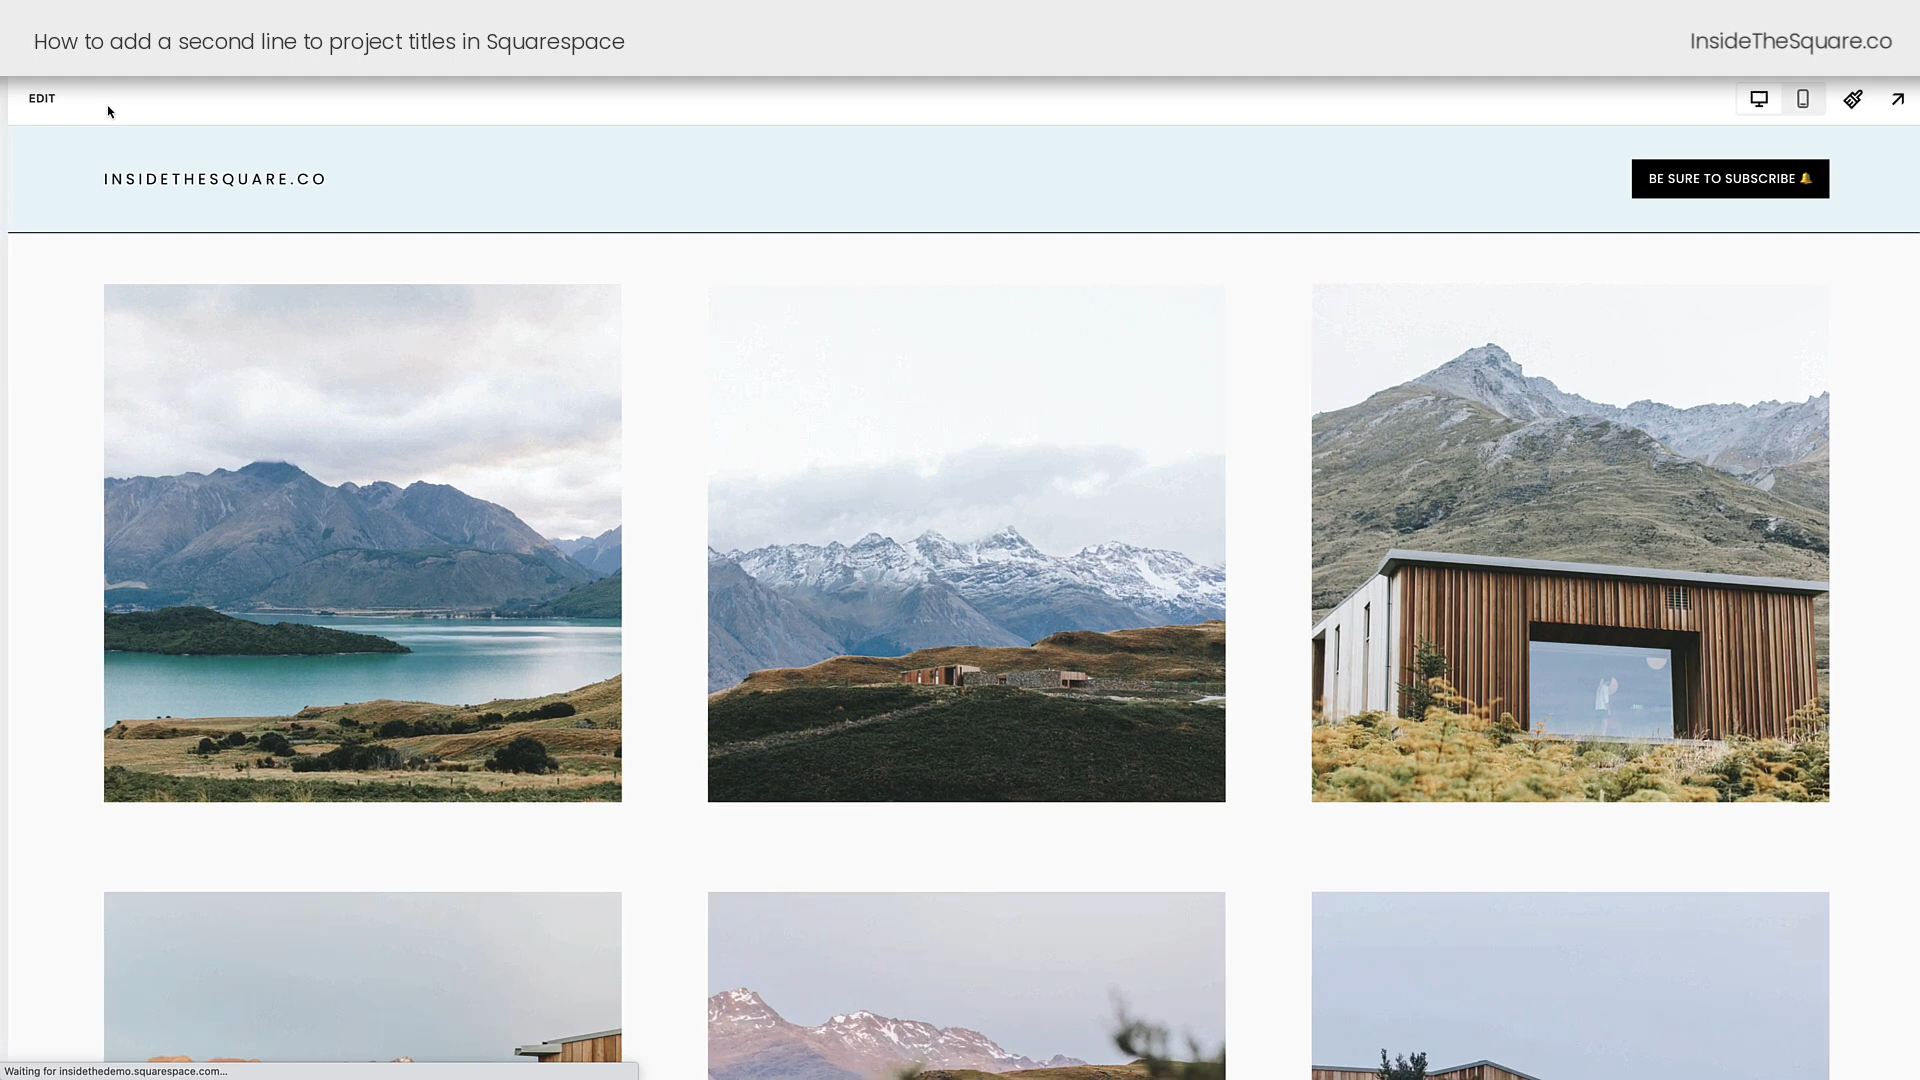 How to add a second line to project titles in Squarespace
InsideTheSquare.co
EDIT
INSIDETHESQUARE.CO
BE SURE TO SUBSCRIBE 🔔
Waiting for insidethedemo.squarespace.com...